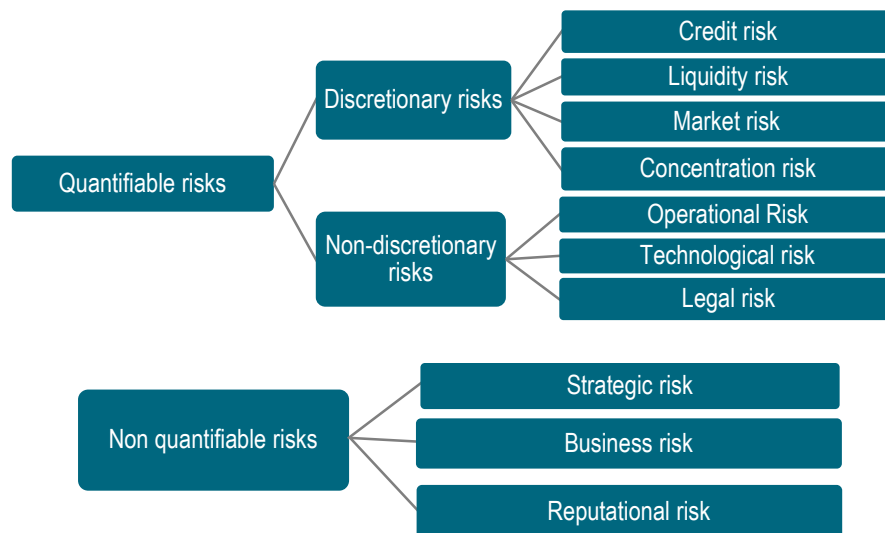 Quantifiable risks
Discretionary risks
Credit risk
Liquidity risk
Market risk
Concentration risk
Non-discretionary
risks
Operational Risk
Technological risk
Legal risk
Non quantifiable risks
Strategic risk
Business risk
Reputational risk